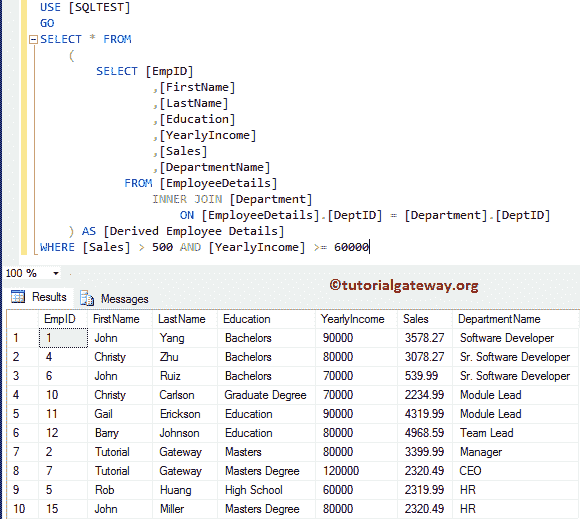 USE [SQLTEST]
GO
SELECT * FROM
(
SELECT [EmpID]
,[FirstName]
,[LastName]
,[Education]
,[YearlyIncome]
,[Sales]
,[DepartmentName]
FROM [EmployeeDetails]
INNER JOIN [Department]
ON [EmployeeDetails].[DeptID] = [Department].[DeptID]
) AS [Derived Employee Details]
WHERE [Sales] > 500 AND [YearlyIncome] >= 60000
100 %
©tutorialgateway.org
Results Messages
EmpID FirstName LastName Education YearlyIncome Sales DepartmentName
1 1 John Yang Bachelors 90000 3578.27 Software Developer
2 4 Christy Zhu Bachelors 80000 3078.27 Sr. Software Developer
3 6 John Ruiz Bachelors 70000 539.99 Sr. Software Developer
4 10 Christy Carlson Graduate Degree 70000 2234.99 Module Lead
5 11 Gail Erickson Education 90000 4319.99 Module Lead
6 12 Barry Johnson Education 80000 4968.59 Team Lead
7 2 Tutorial Gateway Masters 80000 3399.99 Manager
8 7 Tutorial Gateway Masters Degree 120000 2320.49 CEO
9 5 Rob Huang High School 60000 2319.99 HR
10 15 John Miller Masters Degree 80000 2320.49 HR